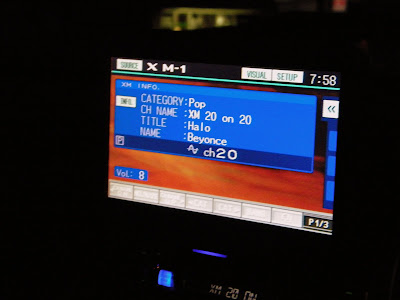 SOURCE XM-1 VISUAL SETUP 7:58
XM INFO.
INFO.
CATEGORY :Pop
CH NAME :XM 20 on 20
TITLE :Halo
NAME :Beyonce
P
ch20
Vol: 8
P1/3
XM 20 ON